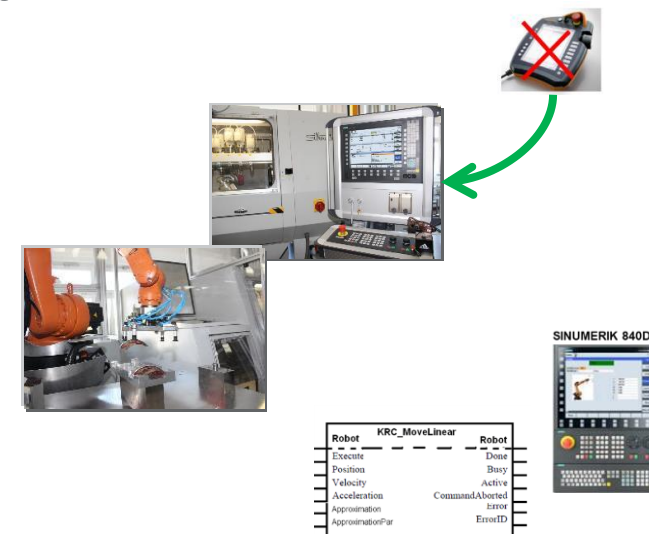 SINUMERIK 840D
KRC_MoveLinear
Robot Robot
Execute Done
Position Busy
Velocity Active
Acceleration CommandAborted
Approximation Error
ApproximationPar ErrorID